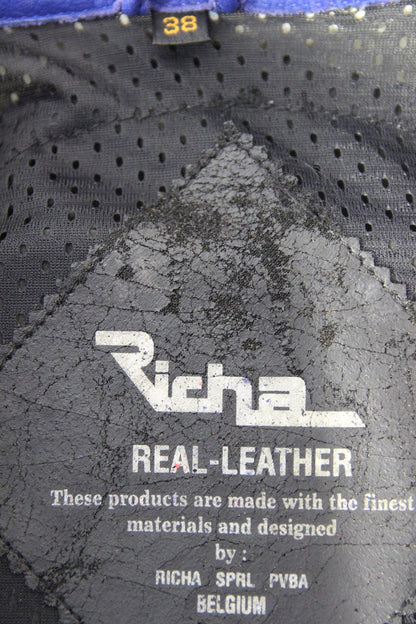 38
Richa
REAL-LEATHER
These products are made with the finest
materials and designed
by :
RICHA SPRL PVBA
BELGIUM